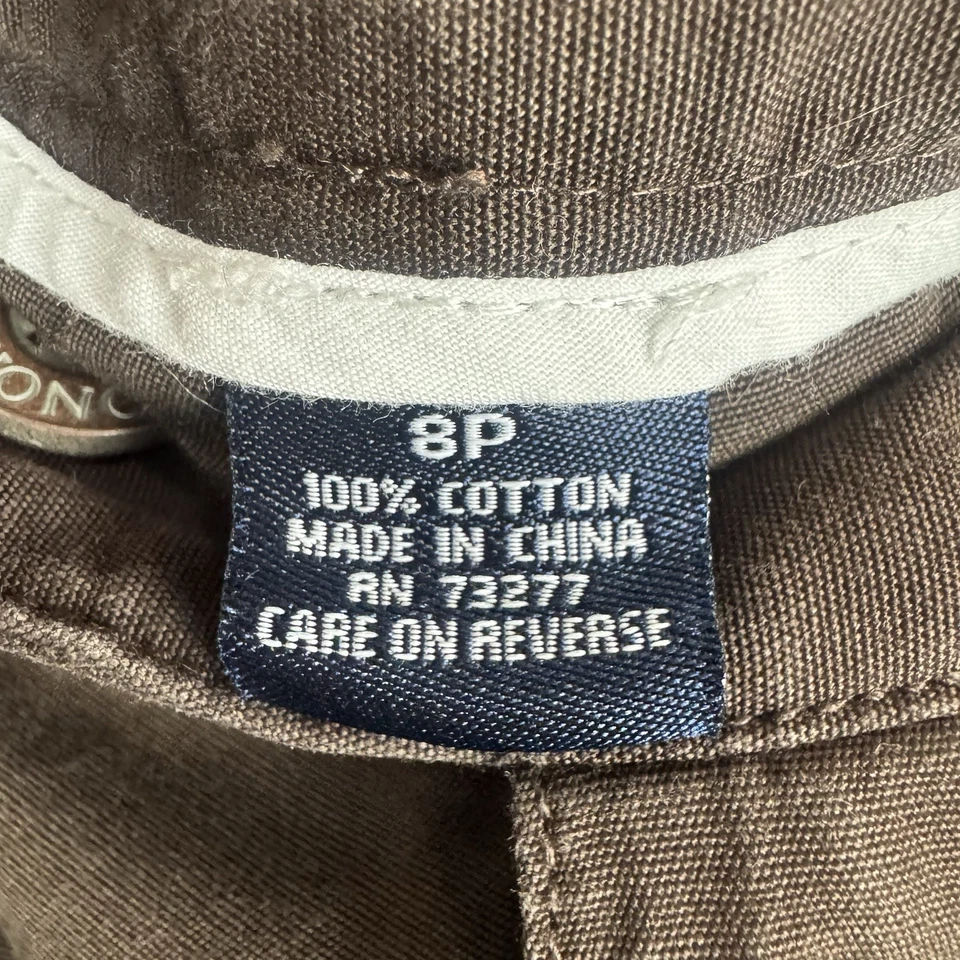 8P
100% COTTON
MADE IN CHINA
RN 73277
CARE ON REVERSE